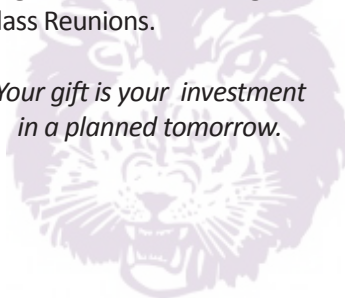 lass Reunions.
Your gift is your  investment
in a planned tomorrow.